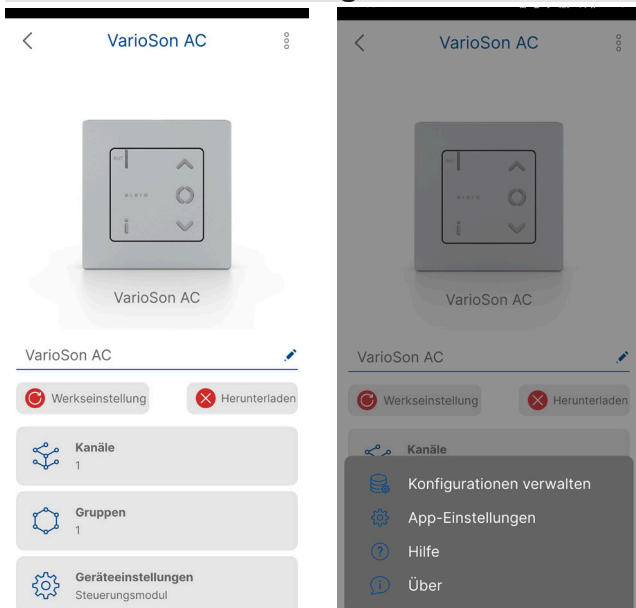 VarioSon AC
AUT
VarioSon AC
VarioSon AC
Werkseinstellung
Herunterladen
Kanäle
1
Gruppen
1
Geräteeinstellungen
Steuerungsmodul
VarioSon AC
VarioSon AC
VarioSon AC
Werkseinstellung
Herunterladen
Kanäle
Konfigurationen verwalten
App-Einstellungen
Hilfe
Über